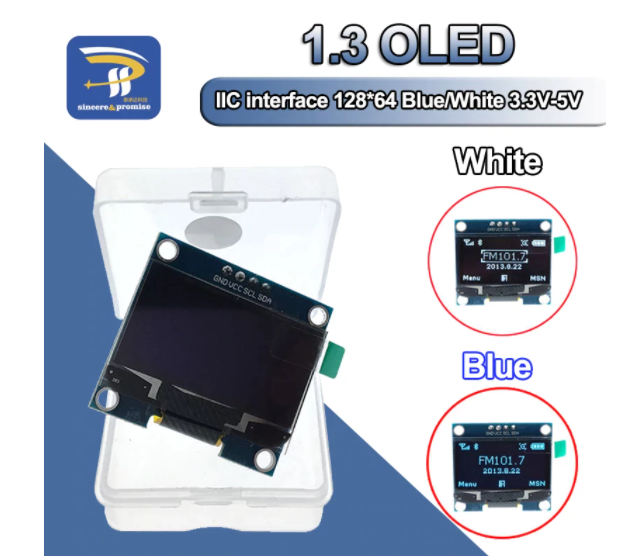 1.3 OLED
IIC interface 128*64 Blue/White 3.3V-5V
sincere&promise
White
GND VCC SCL SDA
GND VCC SCL SDA
FM101.7
2013.8.22
Menu MSN
Blue
GND VCC SCL SDA
FM101.7
2013.8.22
Menu MSN